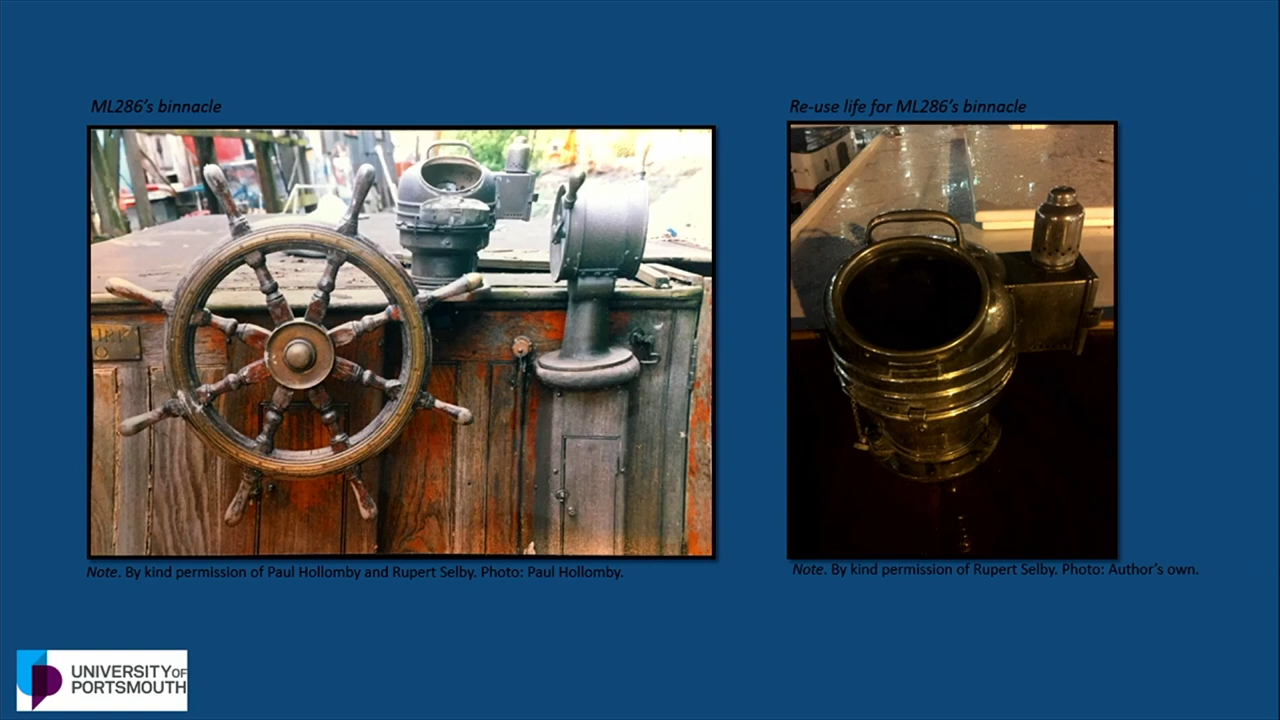 ML286’s binnacle
Re-use life for ML286’s binnacle
Note. By kind permission of Paul Hollomby and Rupert Selby. Photo: Paul Hollomby.
Note. By kind permission of Rupert Selby. Photo: Author’s own.
UNIVERSITY OF
PORTSMOUTH